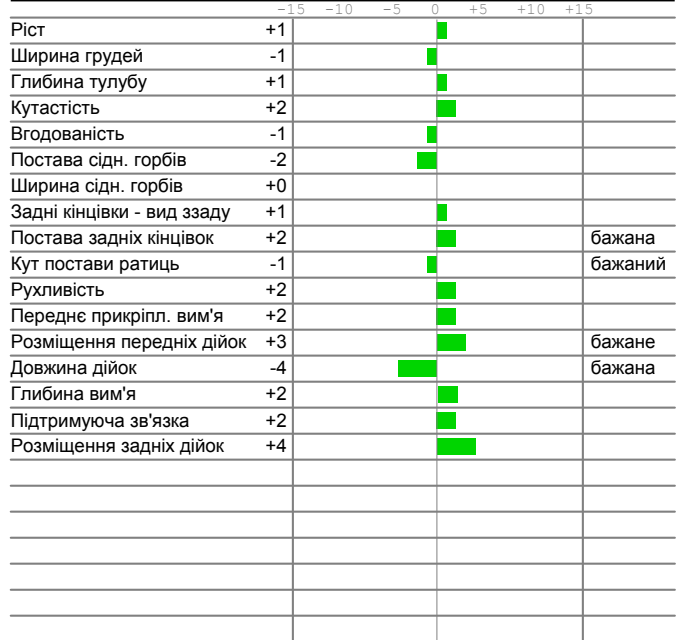 -15 -10 -5 0 +5 +10 +15
Ріст +1
Ширина грудей -1
Глибина тулубу +1
Кутастість +2
Вгодованість -1
Постава сідн. горбів -2
Ширина сідн. горбів +0
Задні кінцівки - вид ззаду +1
Постава задніх кінцівок +2 бажана
Кут постави ратиць -1 бажаний
Рухливість +2
Переднє прикріпл. вим'я +2
Розміщення передніх дійок +3 бажане
Довжина дійок -4 бажана
Глибина вим'я +2
Підтримуюча зв'язка +2
Розміщення задніх дійок +4